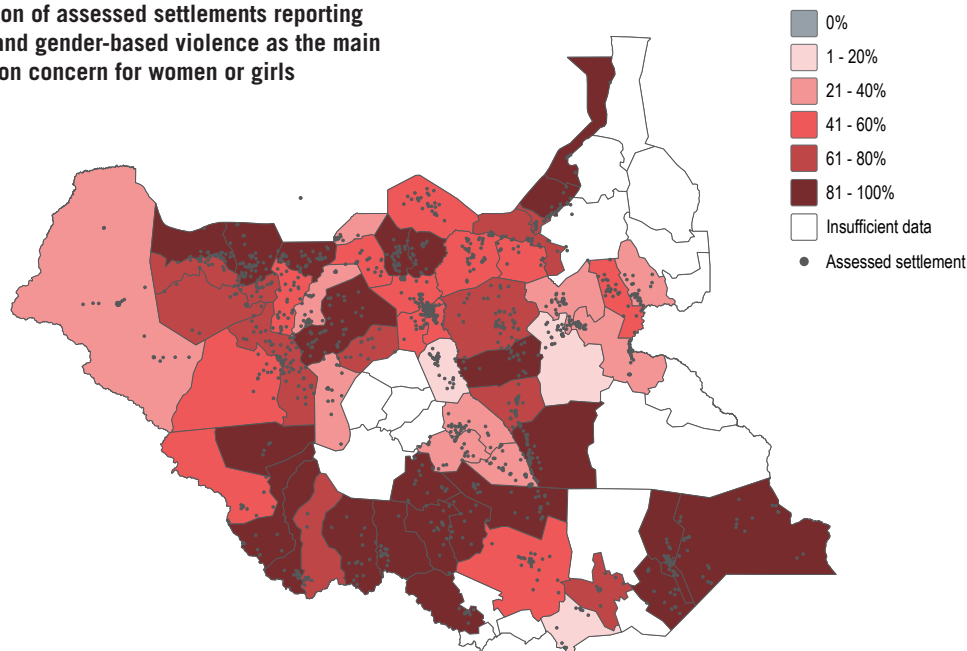 on of assessed settlements reporting
and gender-based violence as the main
on concern for women or girls
0%
1 - 20%
21 - 40%
41 - 60%
61 - 80%
81 - 100%
Insufficient data
Assessed settlement